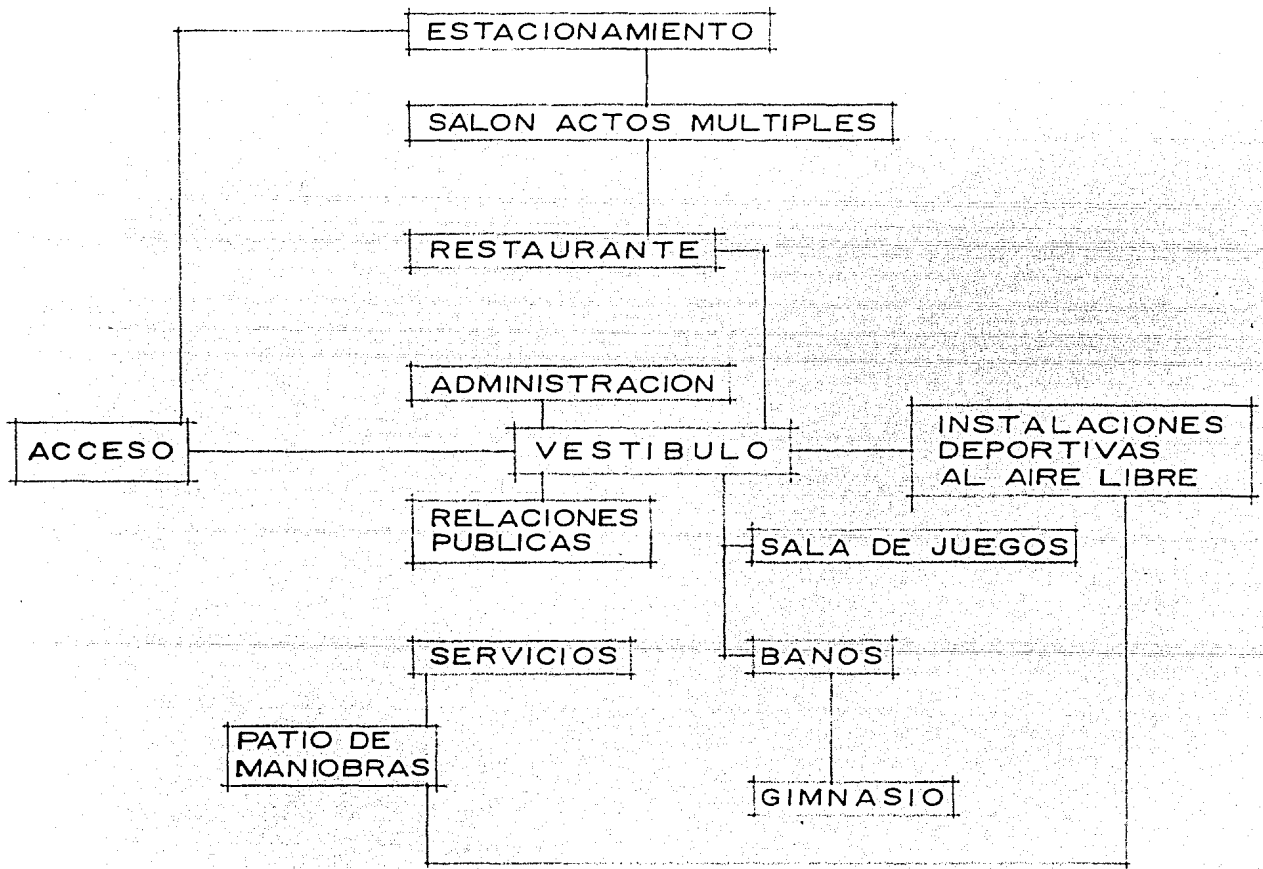 ESTACIONAMIENTO
SALON ACTOS MULTIPLES
RESTAURANTE
ADMINISTRACION
ACCESO
VESTIBULO
INSTALACIONES
DEPORTIVAS
AL AIRE LIBRE
RELACIONES
PUBLICAS
SALA DE JUEGOS
SERVICIOS
BANOS
PATIO DE
MANIOBRAS
GIMNASIO